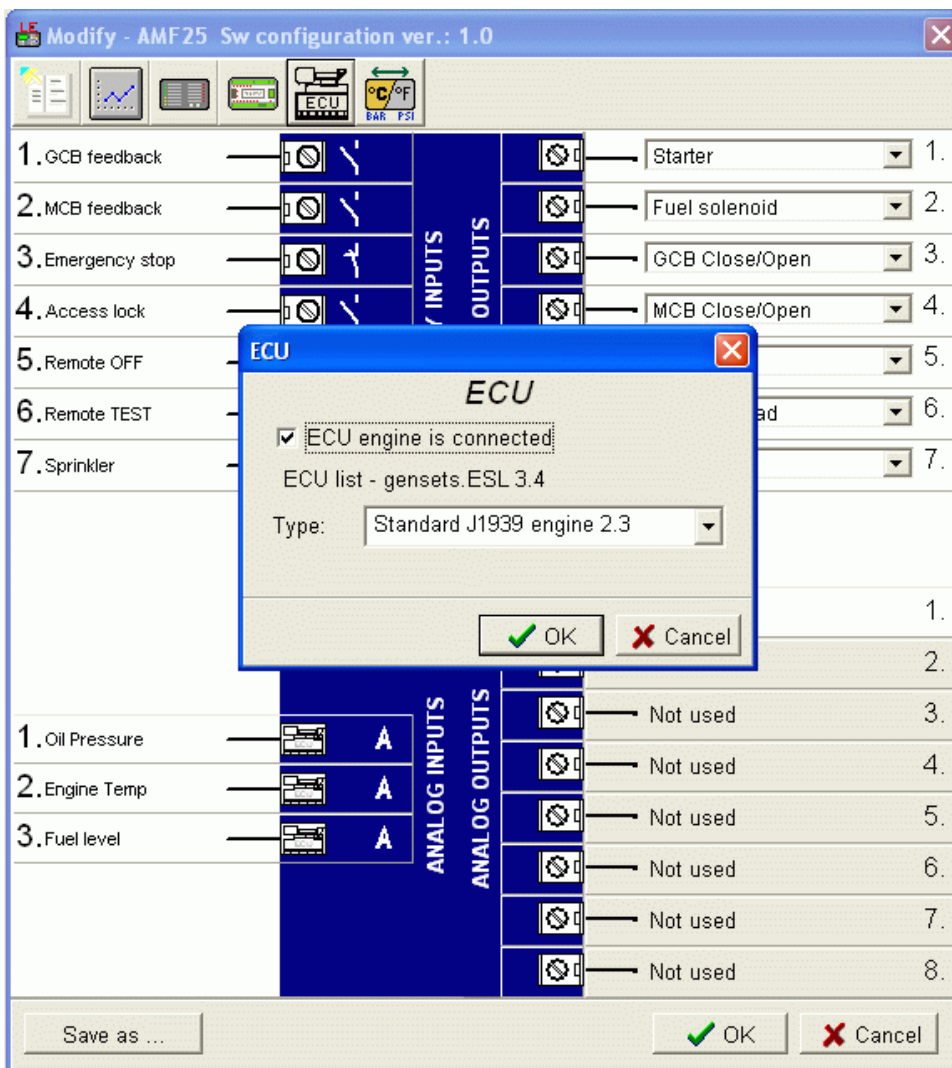 Modify - AMF25 Sw configuration ver.: 1.0
ECU
°C/°F
BAR PSI
1. GCB feedback
2. MCB feedback
3. Emergency stop
4. Access lock
5. Remote OFF
6. Remote TEST
7. Sprinkler
Y INPUTS
OUTPUTS
Starter 1.
Fuel solenoid 2.
GCB Close/Open 3.
MCB Close/Open 4.
5.
ad 6.
7.
ECU
ECU
ECU engine is connected
ECU list - gensets.ESL 3.4
Type: Standard J1939 engine 2.3
OK Cancel
1. Oil Pressure
2. Engine Temp
3. Fuel level
A
A
A
ANALOG INPUTS
ANALOG OUTPUTS
1.
2.
Not used 3.
Not used 4.
Not used 5.
Not used 6.
Not used 7.
Not used 8.
Save as ...
OK Cancel